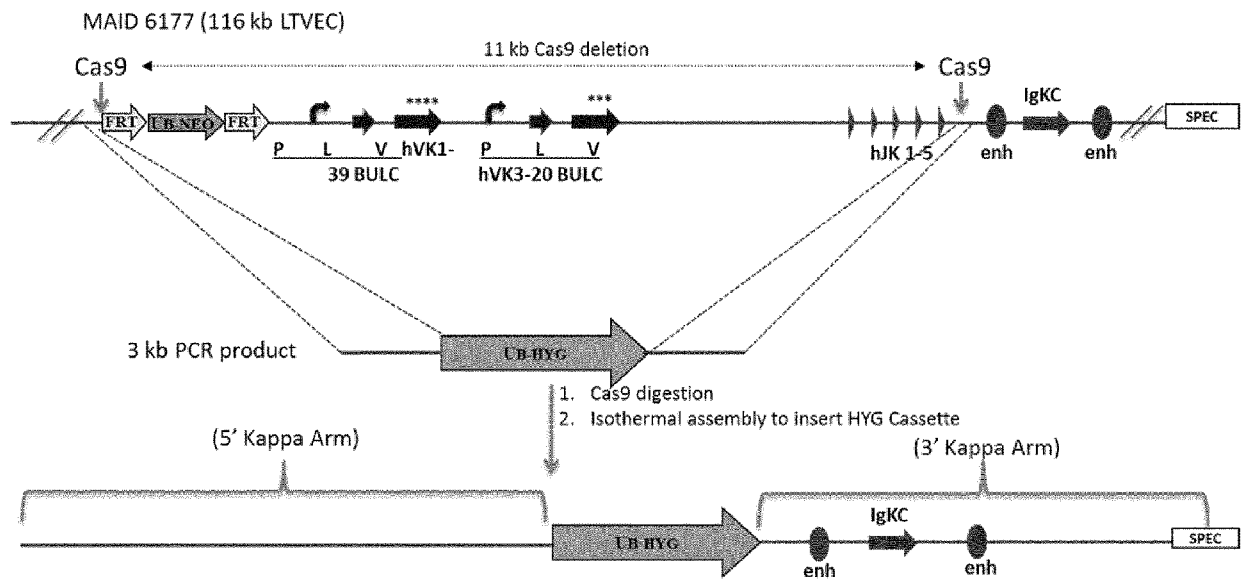 MAID 6177 (116 kb LTVEC)
11 kb Cas9 deletion
Cas9
Cas9
FRT
UB-NEO
FRT
****
***
IgKC
SPEC
P L V hVK1-
39 BULC
P L V
hVK3-20 BULC
hJK 1-5
enh
enh
3 kb PCR product
UB-HYG
1. Cas9 digestion
2. Isothermal assembly to insert HYG Cassette
(5' Kappa Arm)
(3' Kappa Arm)
UB-HYG
IgKC
SPEC
enh
enh